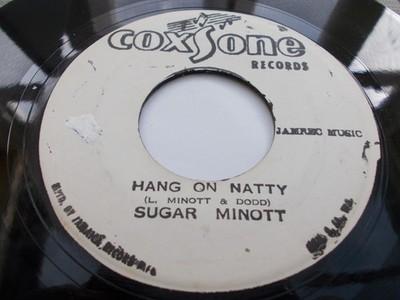 COXSONE
RECORDS
JAMREC MUSIC
HANG ON NATTY
(L. MINOTT & DODD)
SUGAR MINOTT